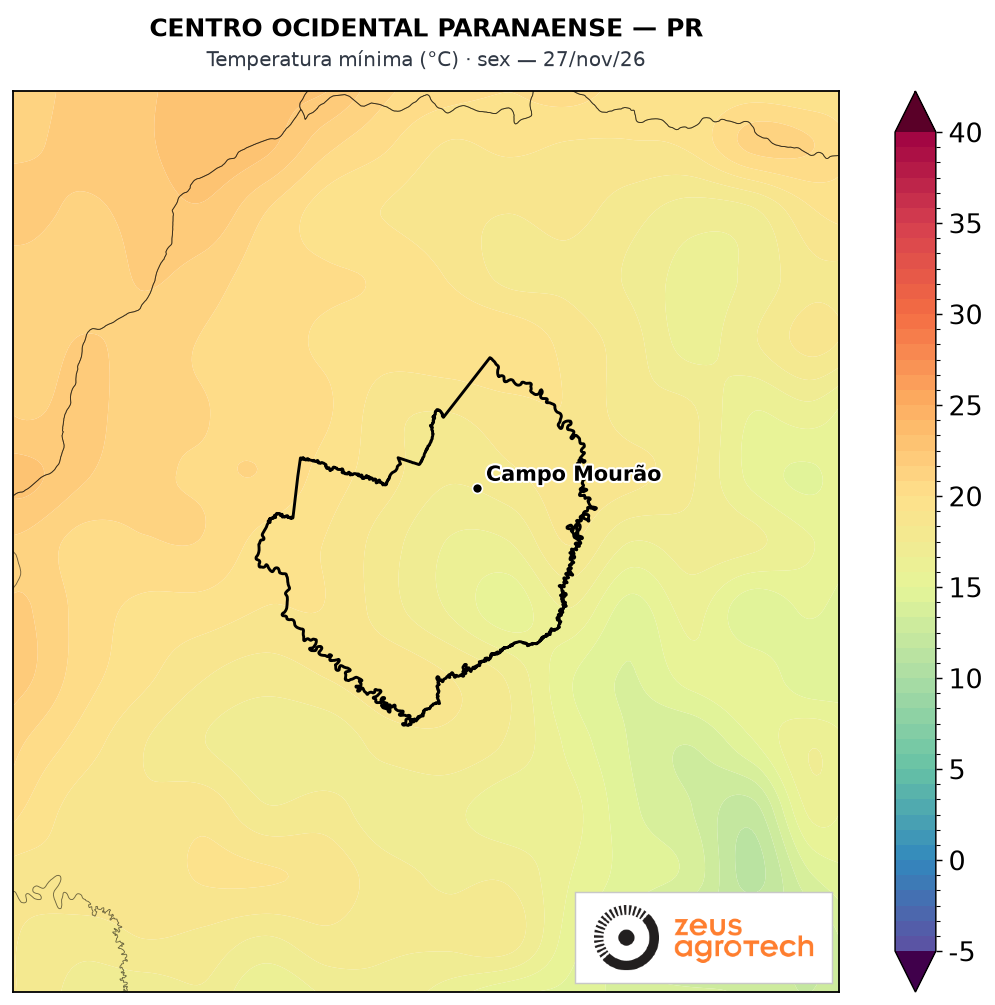 CENTRO OCIDENTAL PARANAENSE — PR
Temperatura mínima (°C) · sex — 27/nov/26
40
35
30
25
20
15
10
5
0
-5
Campo Mourão
zeus
agrotech